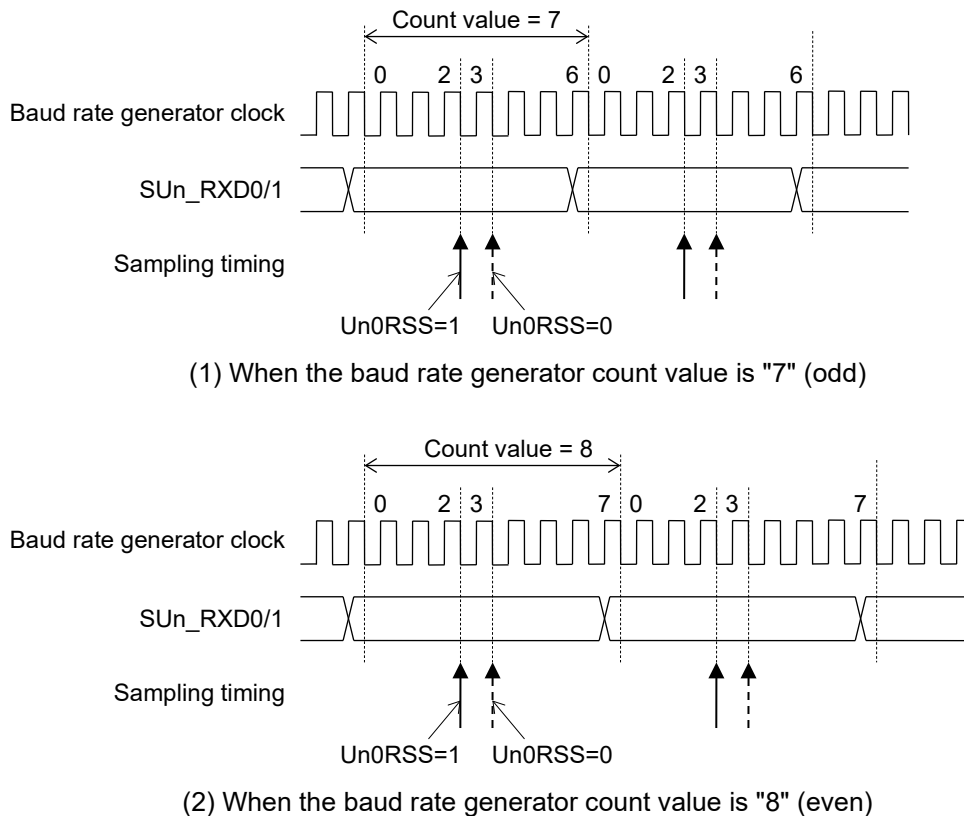 Count value = 7
0 2 3 6 0 2 3 6
Baud rate generator clock
SUn_RXD0/1
Sampling timing
Un0RSS=1 Un0RSS=0
(1) When the baud rate generator count value is "7" (odd)
Count value = 8
0 2 3 7 0 2 3 7
Baud rate generator clock
SUn_RXD0/1
Sampling timing
Un0RSS=1 Un0RSS=0
(2) When the baud rate generator count value is "8" (even)